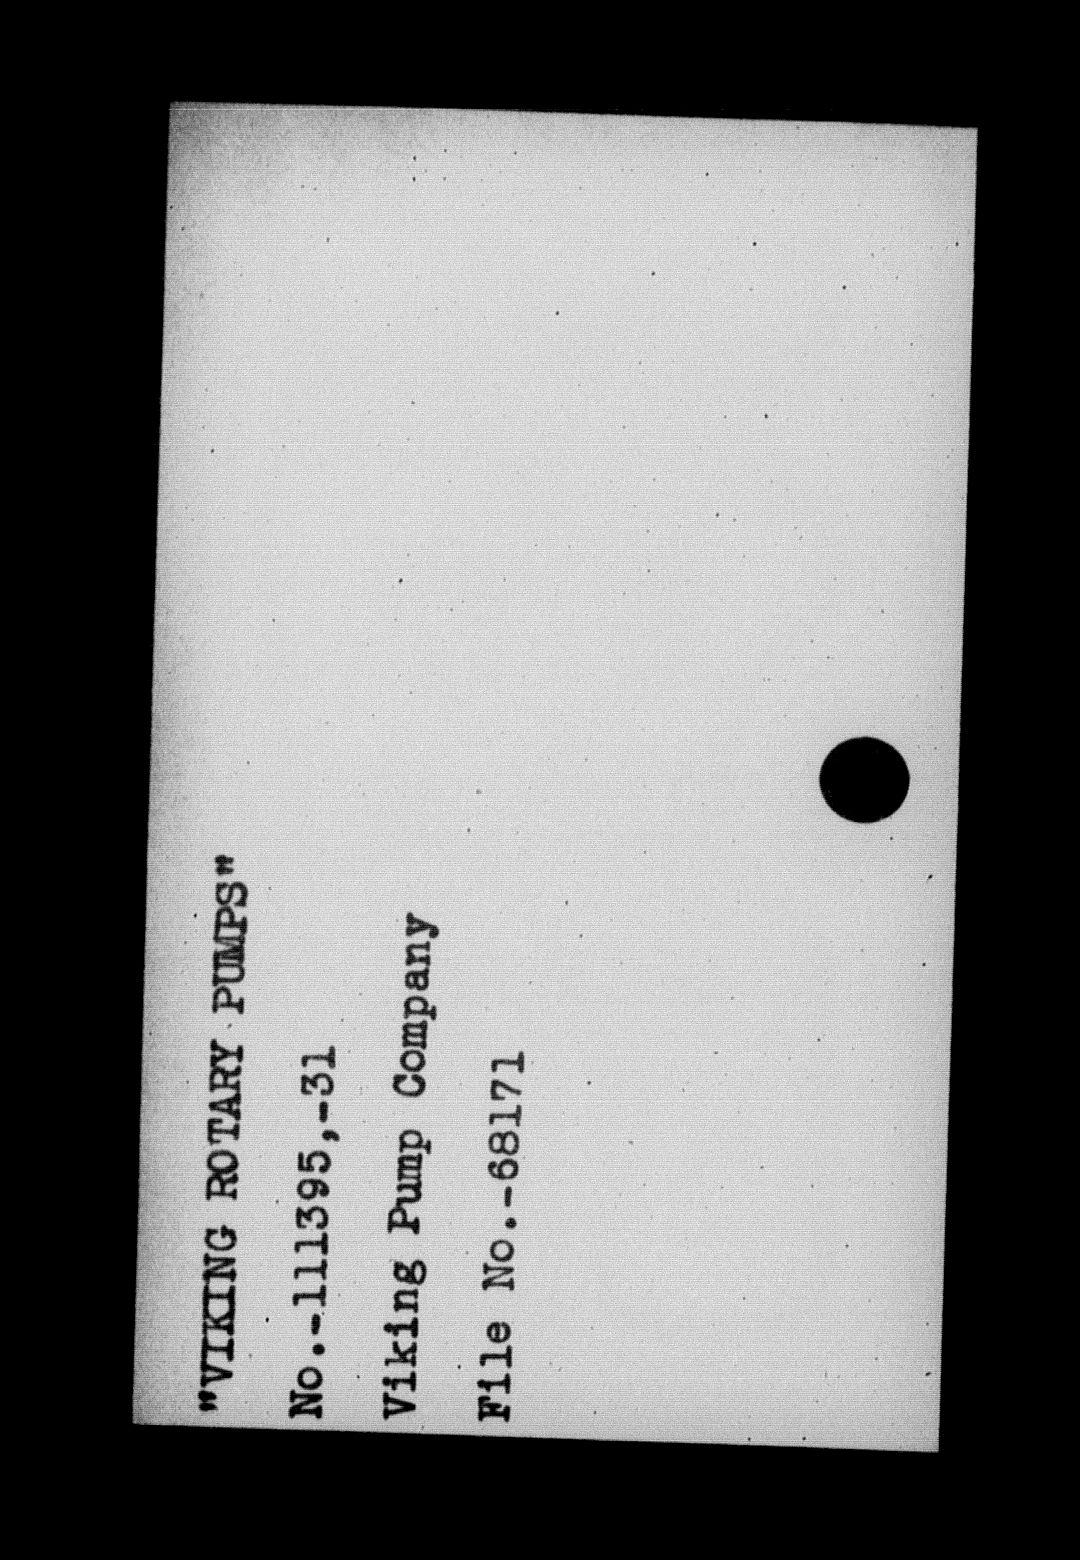 "VIKING ROTARY PUMPS"
No.-111395,-31
Viking Pump Company
File No.-68171